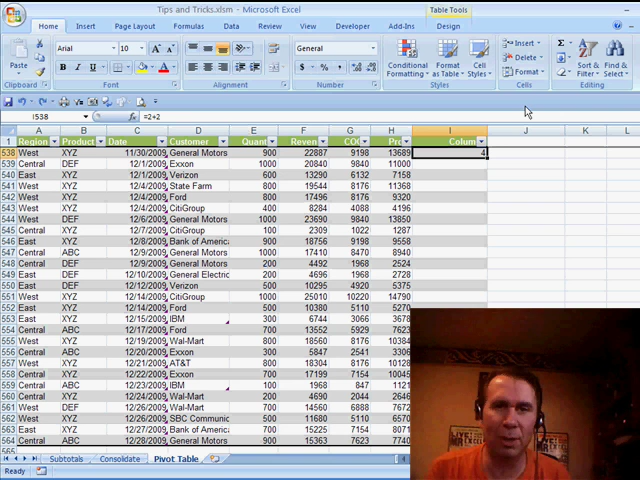 Tips and Tricks.xlsm - Microsoft Excel
Table Tools
Home Insert Page Layout Formulas Data Review View Developer Add-Ins Design
Paste
Arial 10
General
Conditional Formatting
Format as Table
Cell Styles
Insert
Delete
Format
Sort & Filter
Find & Select
Clipboard Font Alignment Number Styles Cells Editing
I538 =2+2
A B C D E F G H I J K L
1 Region Product Date Customer Quant Reven COG Pro Colum
538 West XYZ 11/30/2009 General Motors 900 22887 9198 13689 4
539 Central DEF 12/1/2009 Exxon 1000 20840 9840 11000
540 East XYZ 12/1/2009 Verizon 600 13290 6132 7158
541 West XYZ 12/4/2009 State Farm 800 19544 8176 11368
542 West XYZ 12/4/2009 Ford 800 17496 8176 9320
543 West XYZ 12/4/2009 CitiGroup 400 8284 4088 4196
544 West DEF 12/6/2009 General Motors 1000 23690 9840 13850
545 Central XYZ 12/7/2009 CitiGroup 100 2309 1022 1287
546 East XYZ 12/8/2009 Bank of Americ 900 18756 9198 9558
547 Central ABC 12/9/2009 General Motors 1000 17410 8470 8940
548 Central DEF 12/9/2009 General Motors 200 4492 1968 2524
549 East DEF 12/10/2009 General Electric 200 4696 1968 2728
550 East DEF 12/12/2009 Verizon 500 10295 4920 5375
551 West XYZ 12/14/2009 CitiGroup 1000 25010 10220 14790
552 East XYZ 12/14/2009 Ford 500 10380 5110 5270
553 East XYZ 12/15/2009 IBM 300 6744 3066 3678
554 Central ABC 12/17/2009 Ford 700 13552 5929 7623
555 West XYZ 12/19/2009 Wal-Mart 800 18560 8176 10384
556 Central ABC 12/20/2009 Exxon 300 5847 2541 3306
557 West XYZ 12/21/2009 AT&T 800 18304 8176 10128
558 Central XYZ 12/22/2009 Exxon 700 17199 7154 10045
559 Central ABC 12/23/2009 IBM 100 1968 847 1121
560 Central XYZ 12/24/2009 Wal-Mart 200 4690 2044 2646
561 West DEF 12/26/2009 Wal-Mart 700 14560 6888 7672
562 West XYZ 12/26/2009 SBC Communic 500 11680 5110 6570
563 East XYZ 12/27/2009 Bank of Americ 700 15225 7154 8071
564 Central ABC 12/28/2009 General Motors 700 15363 7623 7740
565
Subtotals Consolidate Pivot Table
Ready